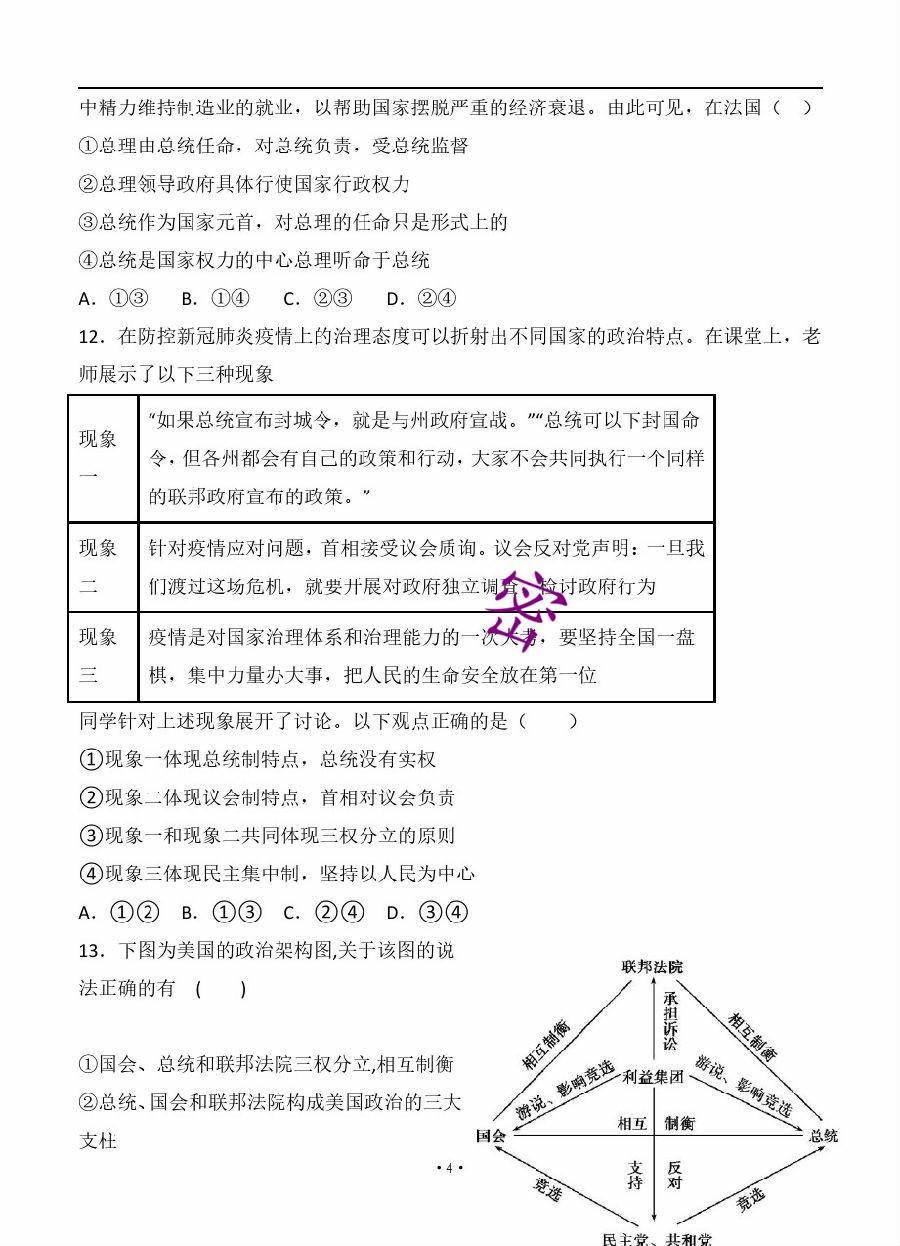 中精力维持制造业的就业，以帮助国家摆脱严重的经济衰退。由此可见，在法国（　）
①总理由总统任命，对总统负责，受总统监督
②总理领导政府具体行使国家行政权力
③总统作为国家元首，对总理的任命只是形式上的
④总统是国家权力的中心总理听命于总统
A．①③　B．①④　C．②③　D．②④
12．在防控新冠肺炎疫情上的治理态度可以折射出不同国家的政治特点。在课堂上，老
师展示了以下三种现象
现象
一
“如果总统宣布封城令，就是与州政府宣战。”“总统可以下封国命
令，但各州都会有自己的政策和行动，大家不会共同执行一个同样
的联邦政府宣布的政策。”
现象
二
针对疫情应对问题，首相接受议会质询。议会反对党声明：一旦我
们渡过这场危机，就要开展对政府独立调查，检讨政府行为
现象
三
疫情是对国家治理体系和治理能力的一次大考，要坚持全国一盘
棋，集中力量办大事，把人民的生命安全放在第一位
密
同学针对上述现象展开了讨论。以下观点正确的是（　　）
①现象一体现总统制特点，总统没有实权
②现象二体现议会制特点，首相对议会负责
③现象一和现象二共同体现三权分立的原则
④现象三体现民主集中制，坚持以人民为中心
A．①②　B．①③　C．②④　D．③④
13．下图为美国的政治架构图,关于该图的说
法正确的有　(　　)
①国会、总统和联邦法院三权分立,相互制衡
②总统、国会和联邦法院构成美国政治的三大
支柱
联邦法院
承担诉讼
相互制衡
相互制衡
利益集团
游说、影响竞选
游说、影响竞选
国会
相互 制衡
总统
支持
反对
竞选
竞选
民主党、共和党
·4·